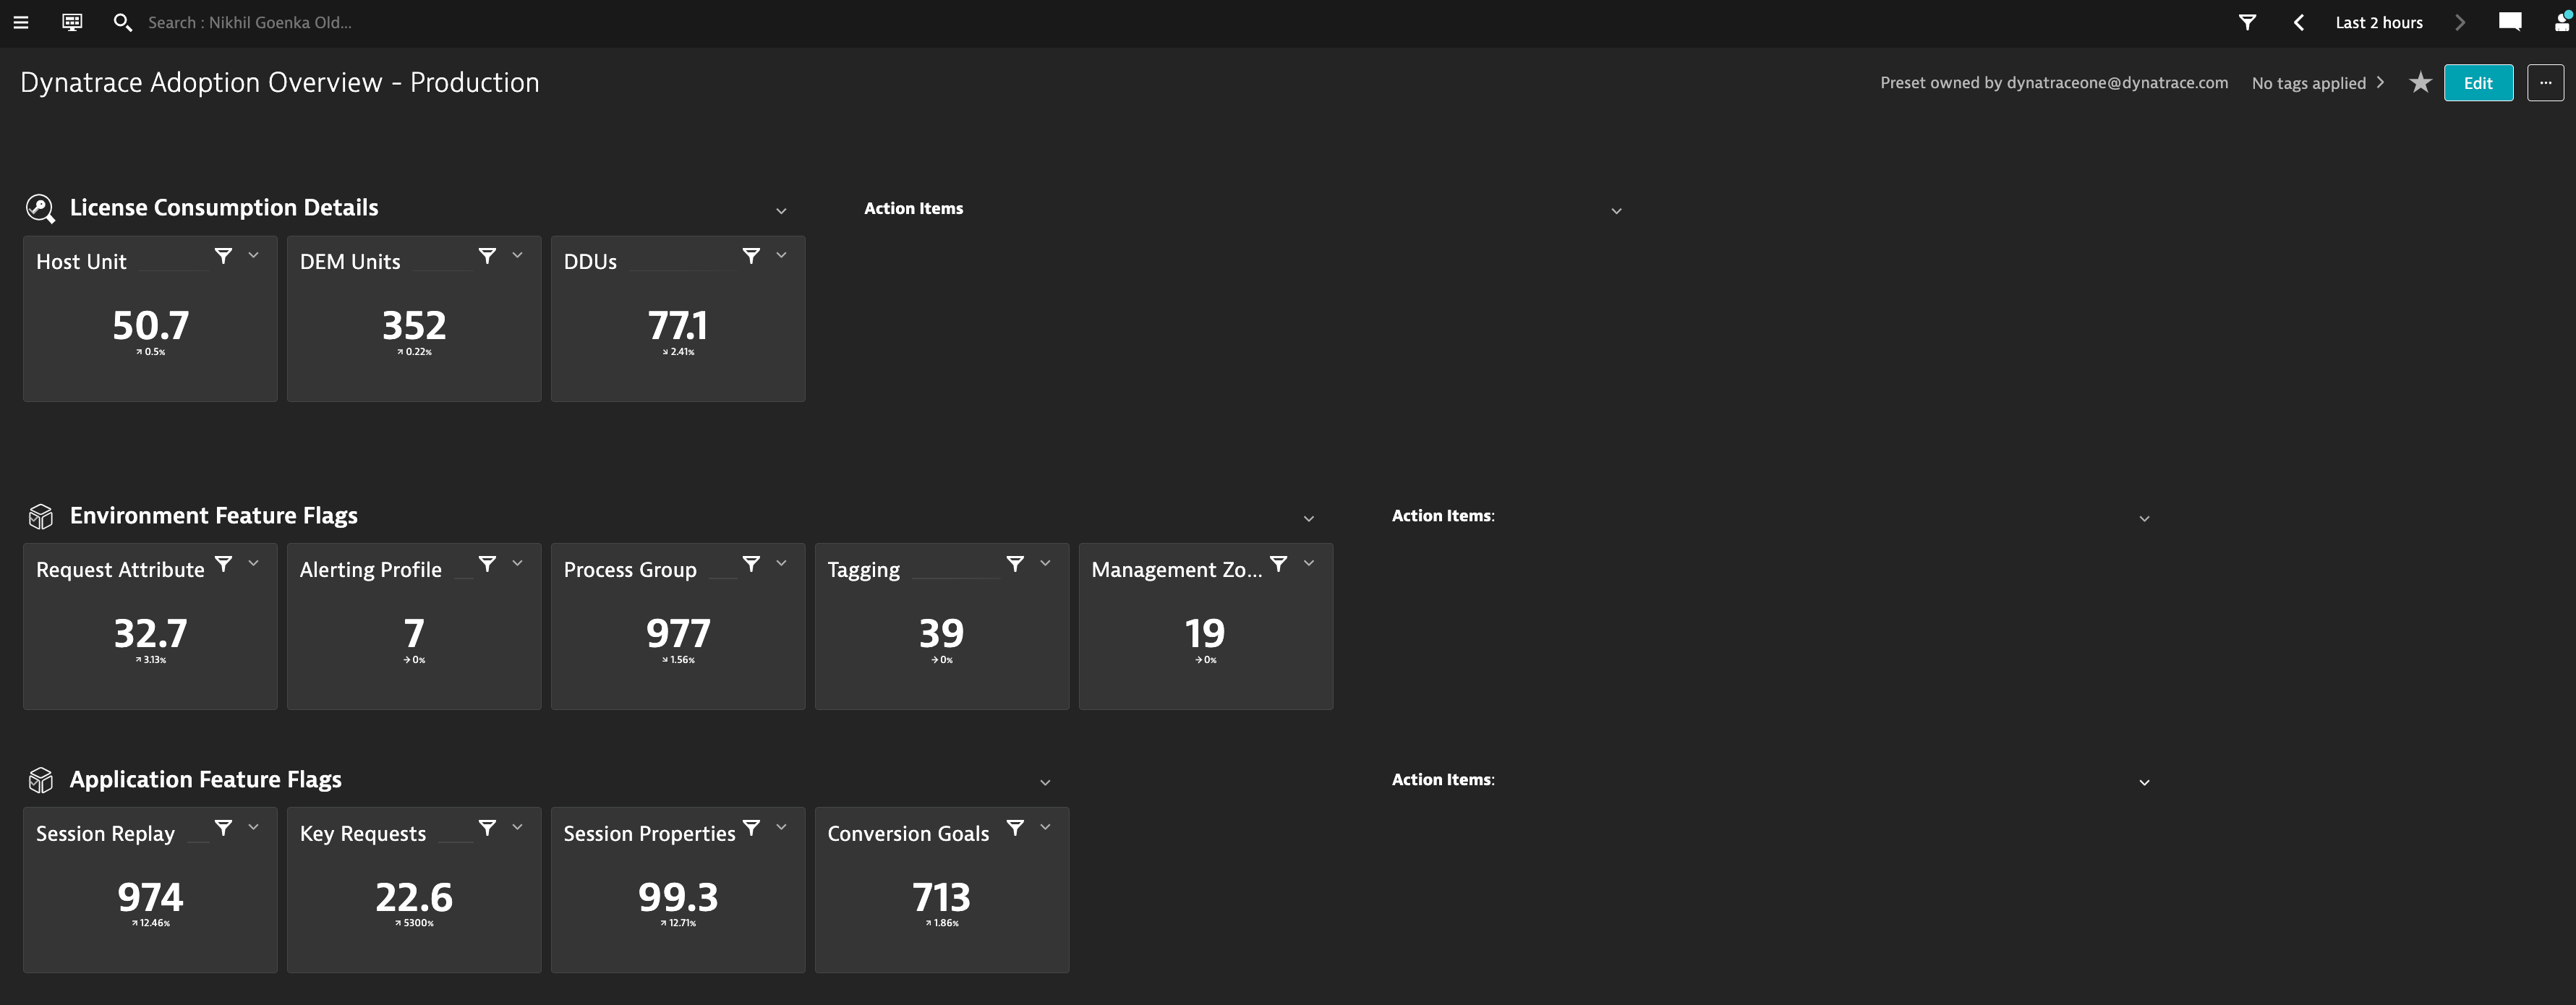 Search : Nikhil Goenka Old...
Last 2 hours
Dynatrace Adoption Overview - Production
Preset owned by dynatraceone@dynatrace.com
No tags applied
Edit
...
License Consumption Details
Action Items
Host Unit
DEM Units
DDUs
50.7
352
77.1
0.5%
0.22%
2.41%
Environment Feature Flags
Action Items:
Request Attribute
Alerting Profile
Process Group
Tagging
Management Zo...
32.7
7
977
39
19
3.13%
0%
1.56%
0%
0%
Application Feature Flags
Action Items:
Session Replay
Key Requests
Session Properties
Conversion Goals
974
22.6
99.3
713
12.46%
5300%
12.71%
1.86%